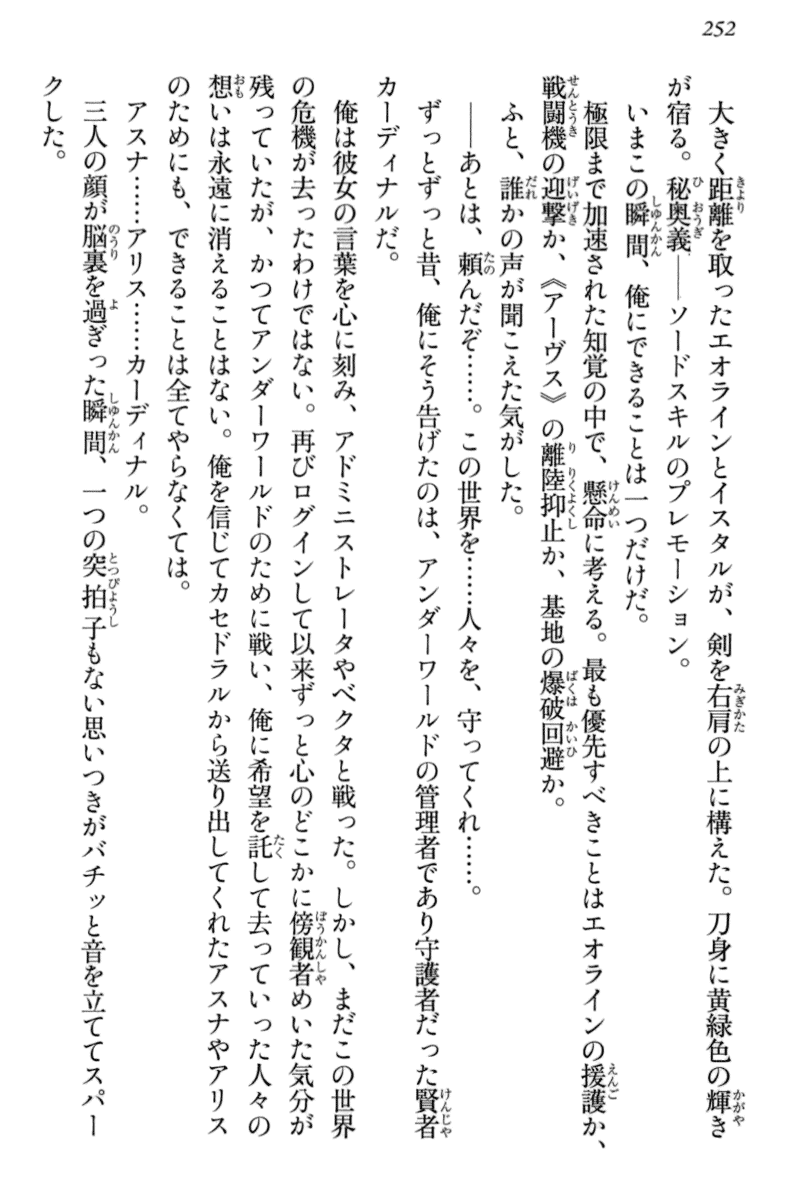 252
大きく距離を取ったエオラインとイスタルが、剣を右肩の上に構えた。刀身に黄緑色の輝き
が宿る。秘奥義――ソードスキルのプレモーション。
いまこの瞬間、俺にできることは一つだけだ。
極限まで加速された知覚の中で、懸命に考える。最も優先すべきことはエオラインの援護か、
戦闘機の迎撃か、《アーヴス》の離陸抑止か、基地の爆破回避か。
ふと、誰かの声が聞こえた気がした。
――あとは、頼んだぞ……。この世界を……人々を、守ってくれ……。
ずっとずっと昔、俺にそう告げたのは、アンダーワールドの管理者であり守護者だった賢者
カーディナルだ。
俺は彼女の言葉を心に刻み、アドミニストレータやベクタと戦った。しかし、まだこの世界
の危機が去ったわけではない。再びログインして以来ずっと心のどこかに傍観者めいた気分が
残っていたが、かつてアンダーワールドのために戦い、俺に希望を託して去っていった人々の
想いは永遠に消えることはない。俺を信じてカセドラルから送り出してくれたアスナやアリス
のためにも、できることは全てやらなくては。
アスナ……アリス……カーディナル。
三人の顔が脳裏を過ぎった瞬間、一つの突拍子もない思いつきがバチッと音を立ててスパー
クした。